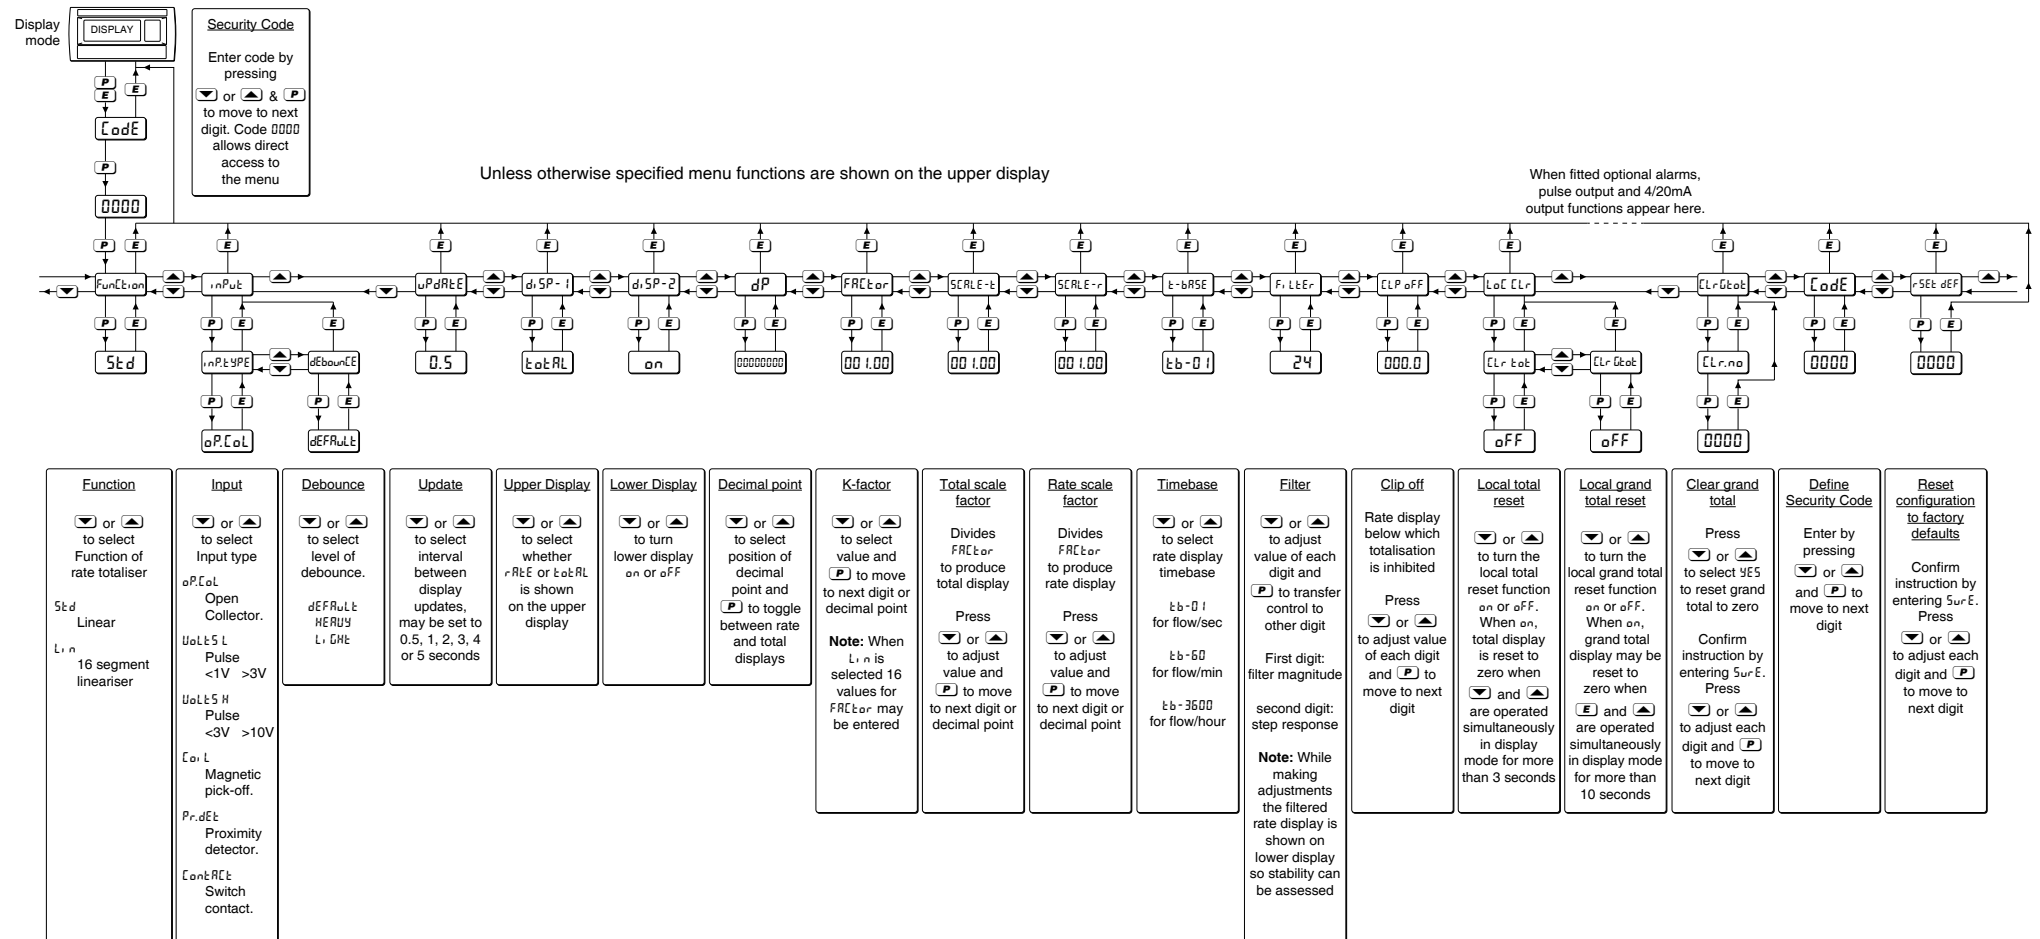 Display
mode
DISPLAY
P
E
E
CodE
P
0000
Security Code
Enter code by
pressing
or & P
to move to next
digit. Code 0000
allows direct
access to
the menu
Unless otherwise specified menu functions are shown on the upper display
When fitted optional alarms,
pulse output and 4/20mA
output functions appear here.
P E E E E E E E E E E E E E E E E
FunCtion inPut uPdAtE diSP-1 diSP-2 dP FACtor SCALE-t SCALE-r t-bASE FiLtEr CLP oFF LoC CLr CLrGtot CodE rSEt dEF
P E P E E P E P E P E P E P E P E P E P E P E P E P E E P E P E P E
Std inP.tYPE dEbounCE 0.5 totAL on 00000000 001.00 001.00 001.00 tb-01 24 000.0 CLr tot CLr Gtot CLr.no 0000 0000
P E P E P E P E P E
oP.CoL dEFAuLt oFF oFF 0000
Function
or
to select
Function of
rate totaliser
Std
Linear
Lin
16 segment
lineariser
Input
or
to select
Input type
oP.CoL
Open
Collector.
VoLtS L
Pulse
<1V >3V
VoLtS H
Pulse
<3V >10V
CoiL
Magnetic
pick-off.
Pr.dEt
Proximity
detector.
ContACt
Switch
contact.
Debounce
or
to select
level of
debounce.
dEFAuLt
HEAVY
LiGHt
Update
or
to select
interval
between
display
updates,
may be set to
0.5, 1, 2, 3, 4
or 5 seconds
Upper Display
or
to select
whether
rAtE or totAL
is shown
on the upper
display
Lower Display
or
to turn
lower display
on or oFF
Decimal point
or
to select
position of
decimal
point and
P to toggle
between rate
and total
displays
K-factor
or
to select
value and
P to move
to next digit or
decimal point
Note: When
Lin is
selected 16
values for
FACtor may
be entered
Total scale
factor
Divides
FACtor
to produce
total display
Press
or
to adjust
value and
P to move
to next digit or
decimal point
Rate scale
factor
Divides
FACtor
to produce
rate display
Press
or
to adjust
value and
P to move
to next digit or
decimal point
Timebase
or
to select
rate display
timebase
tb-01
for flow/sec
tb-60
for flow/min
tb-3600
for flow/hour
Filter
or
to adjust
value of each
digit and
P to transfer
control to
other digit
First digit:
filter magnitude
second digit:
step response
Note: While
making
adjustments
the filtered
rate display is
shown on
lower display
so stability can
be assessed
Clip off
Rate display
below which
totalisation
is inhibited
Press
or
to adjust value
of each digit
and P to
move to next
digit
Local total
reset
or
to turn the
local total
reset function
on or oFF.
When on,
total display
is reset to
zero when
and
are operated
simultaneously
in display
mode for more
than 3 seconds
Local grand
total reset
or
to turn the
local grand total
reset function
on or oFF.
When on,
grand total
display may be
reset to
zero when
E and
are operated
simultaneously
in display mode
for more than
10 seconds
Clear grand
total
Press
or
to select YES
to reset grand
total to zero
Confirm
instruction by
entering SurE.
Press
or
to adjust each
digit and P
to move to
next digit
Define
Security Code
Enter by
pressing
or
and P to
move to next
digit
Reset
configuration
to factory
defaults
Confirm
instruction by
entering SurE.
Press
or
to adjust each
digit and P
to move to
next digit